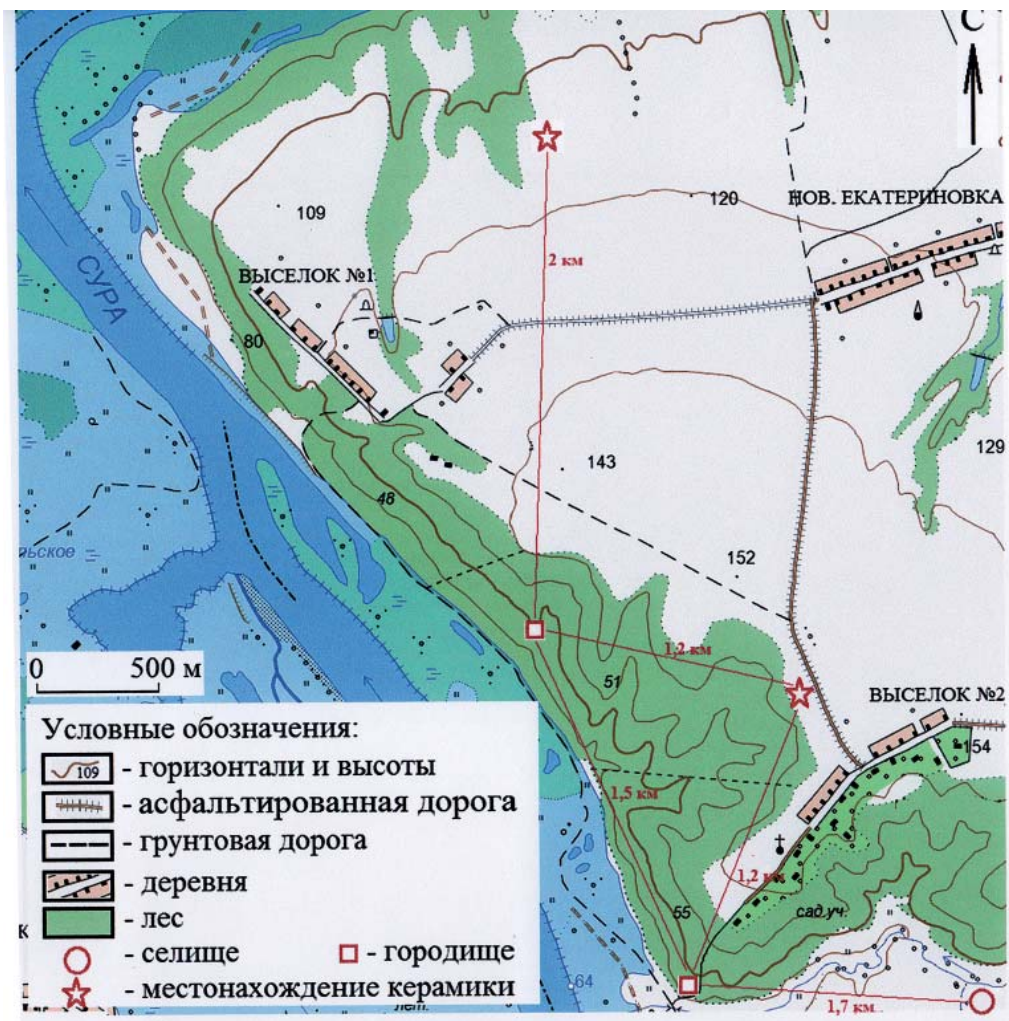 С
НОВ. ЕКАТЕРИНОВКА
120
109
2 км
ВЫСЕЛОК №1
СУРА
80
129
143
48
152
ЬСКОЕ
1,2 км
0 500 м
51
ВЫСЕЛОК №2
154
1,5 км
1,2 км
55
сад.уч.
64
1,7 км
лет.
Условные обозначения:
109 - горизонтали и высоты
- асфальтированная дорога
- грунтовая дорога
- деревня
- лес
- селище - городище
- местонахождение керамики